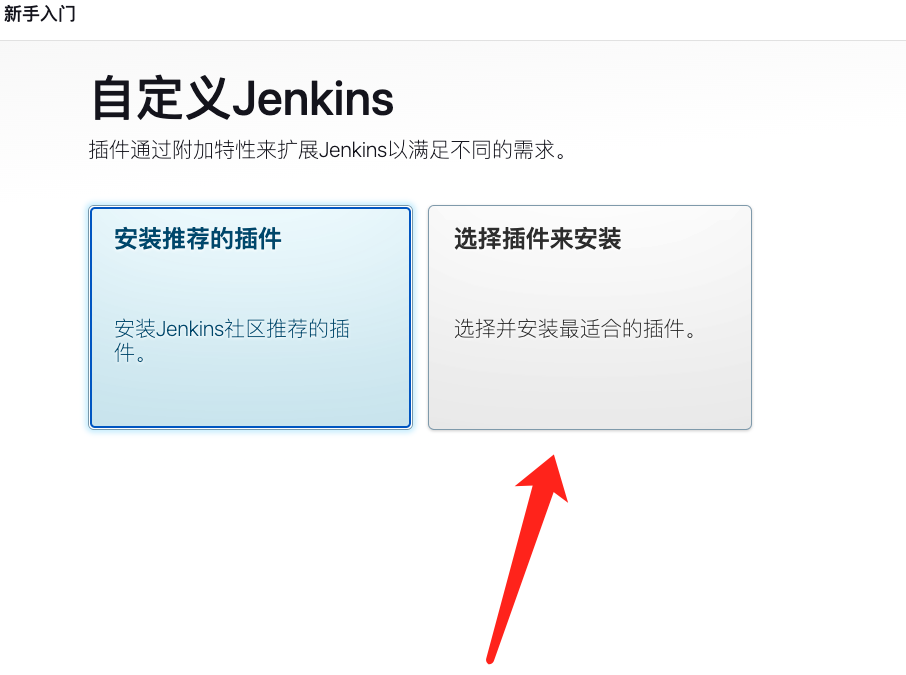 新手入门
自定义Jenkins
插件通过附加特性来扩展Jenkins以满足不同的需求。
安装推荐的插件
安装Jenkins社区推荐的插
件。
选择插件来安装
选择并安装最适合的插件。